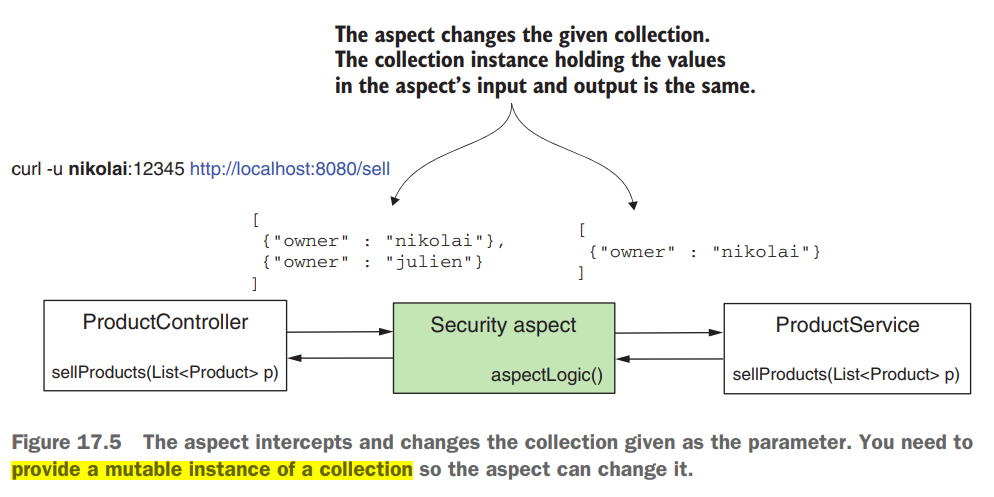 The aspect changes the given collection.
The collection instance holding the values
in the aspect's input and output is the same.
curl -u nikolai:12345 http://localhost:8080/sell
[
{"owner" : "nikolai"},
{"owner" : "julien"}
]
[
{"owner" : "nikolai"}
]
ProductController
sellProducts(List<Product> p)
Security aspect
aspectLogic()
ProductService
sellProducts(List<Product> p)
Figure 17.5 The aspect intercepts and changes the collection given as the parameter. You need to
provide a mutable instance of a collection so the aspect can change it.